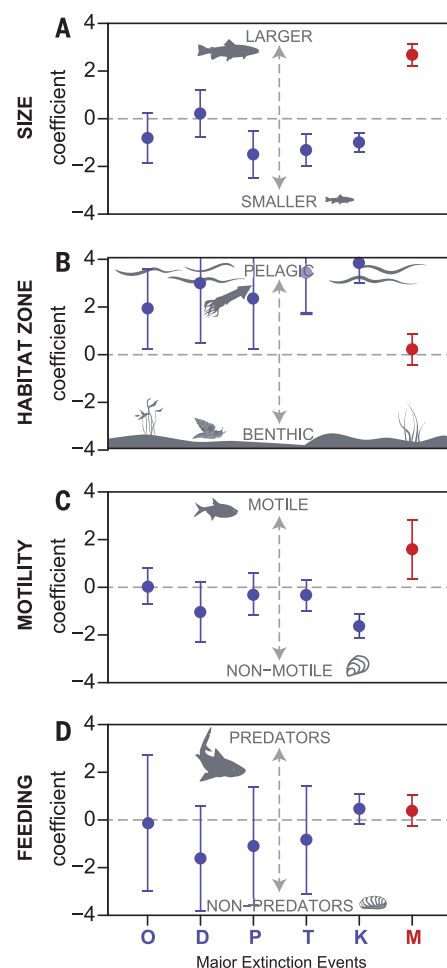 A
SIZE
coefficient
4
2
0
−2
−4
LARGER
SMALLER
B
HABITAT ZONE
coefficient
4
2
0
−2
−4
PELAGIC
BENTHIC
C
MOTILITY
coefficient
4
2
0
−2
−4
MOTILE
NON−MOTILE
D
FEEDING
coefficient
4
2
0
−2
−4
PREDATORS
NON−PREDATORS
O D P T K M
Major Extinction Events